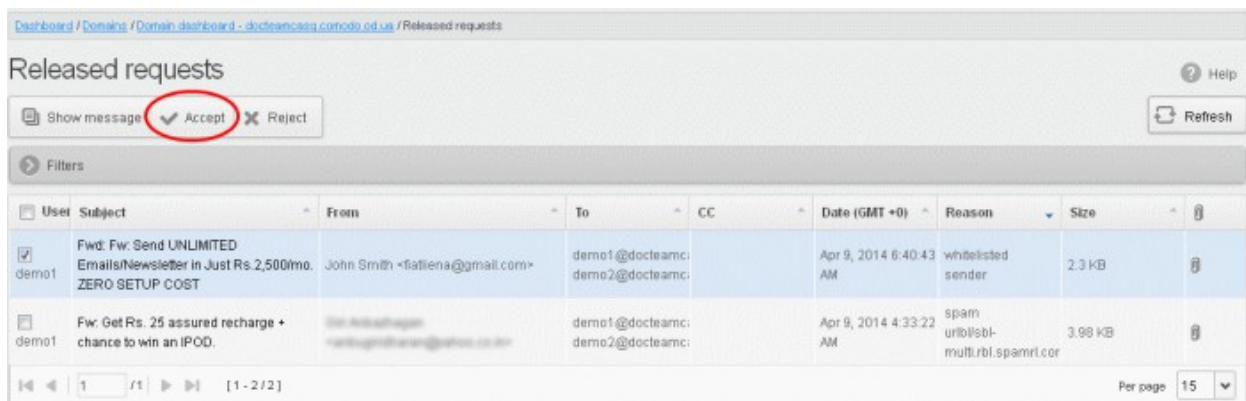 Dashboard / Domains / Domain dashboard - docteamcasg.comodo.od.ua / Released requests
Released requests
Help
Show message Accept Reject
Refresh
Filters
User Subject From To CC Date (GMT +0) Reason Size
Fwd: Fw: Send UNLIMITED
Emails/Newsletter in Just Rs.2,500/mo.
ZERO SETUP COST
demo1
John Smith <fiatliena@gmail.com>
demo1@docteamc
demo2@docteamc
Apr 9, 2014 6:40:43
AM
whitelisted
sender
2.3 KB
Fw: Get Rs. 25 assured recharge +
chance to win an IPOD.
demo1
demo1@docteamc
demo2@docteamc
Apr 9, 2014 4:33:22
AM
spam
urlbl/sbl-
multi.rbl.spamrl.cor
3.98 KB
1 /1 [1 - 2 / 2]
Per page 15